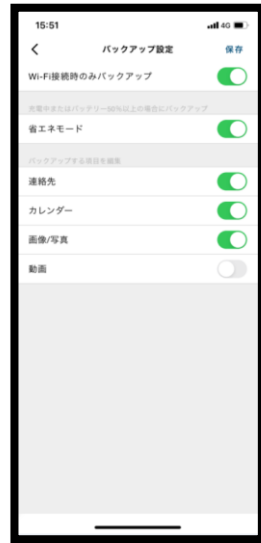 15:51
4G
バックアップ設定
保存
Wi-Fi接続時のみバックアップ
充電中またはバッテリー50%以上の場合にバックアップ
省エネモード
バックアップする項目を編集
連絡先
カレンダー
画像/写真
動画